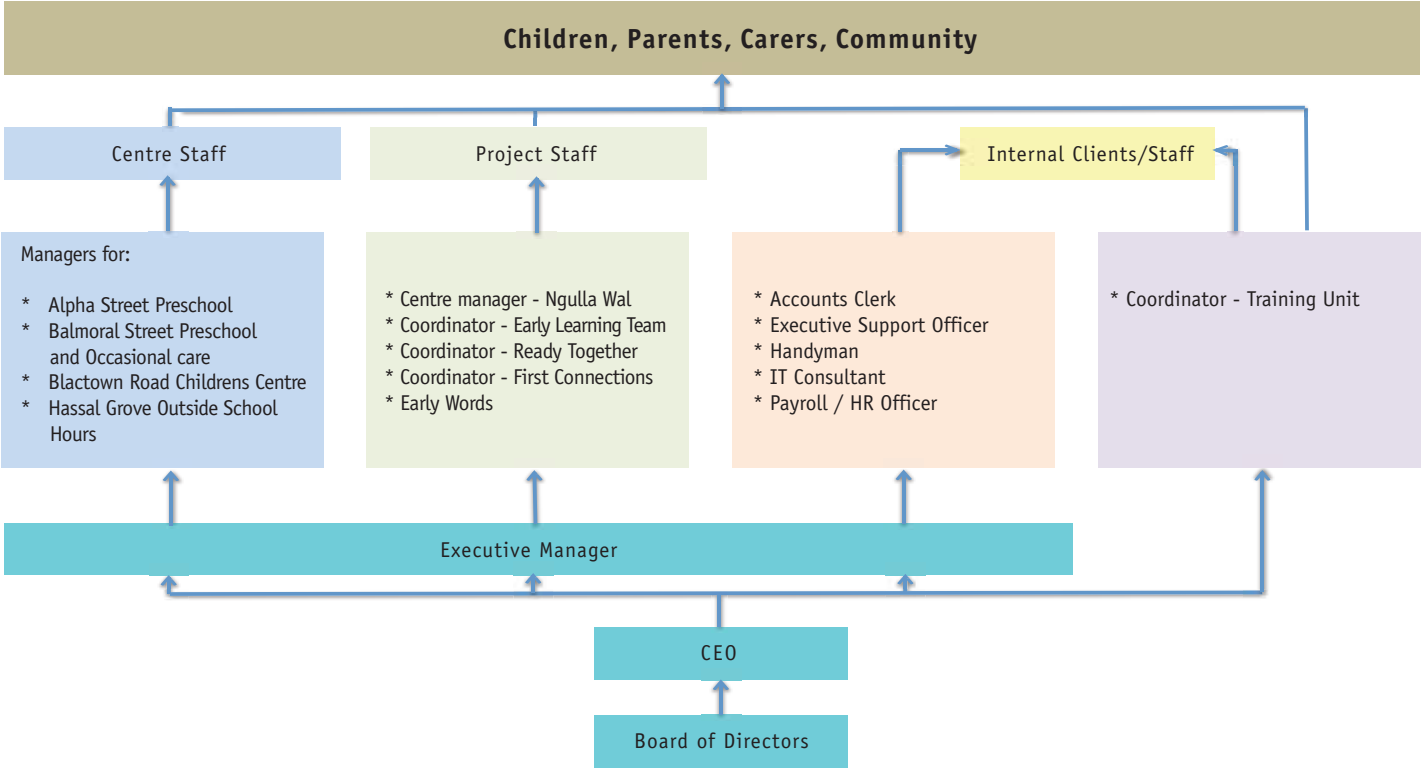 Children, Parents, Carers, Community
Centre Staff
Project Staff
Internal Clients/Staff
Managers for:
* Alpha Street Preschool
* Balmoral Street Preschool
and Occasional care
* Blactown Road Childrens Centre
* Hassal Grove Outside School
Hours
* Centre manager - Ngulla Wal
* Coordinator - Early Learning Team
* Coordinator - Ready Together
* Coordinator - First Connections
* Early Words
* Accounts Clerk
* Executive Support Officer
* Handyman
* IT Consultant
* Payroll / HR Officer
* Coordinator - Training Unit
Executive Manager
CEO
Board of Directors